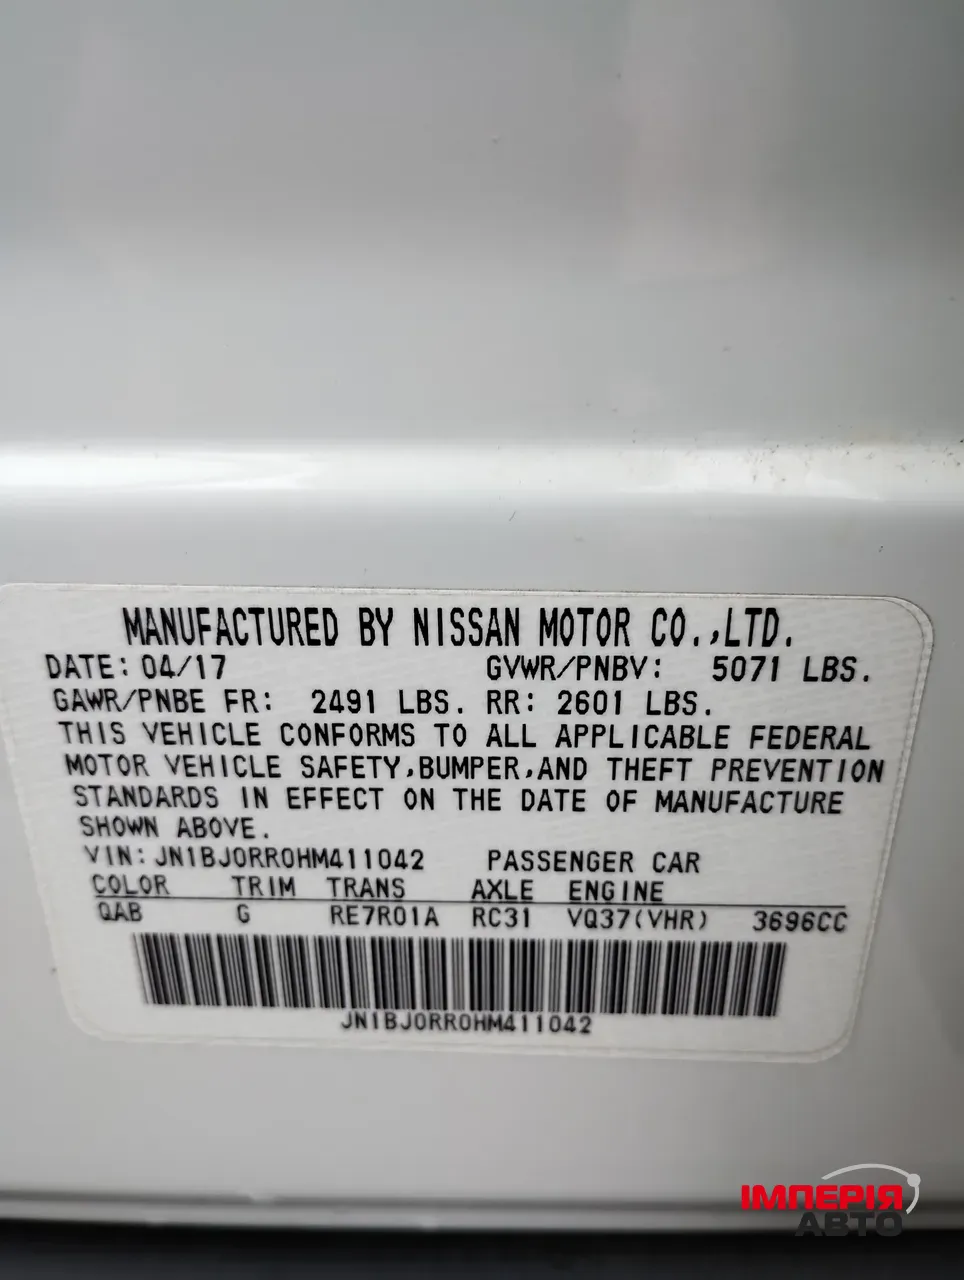 MANUFACTURED BY NISSAN MOTOR CO.,LTD.
DATE: 04/17 GVWR/PNBV: 5071 LBS.
GAWR/PNBE FR: 2491 LBS. RR: 2601 LBS.
THIS VEHICLE CONFORMS TO ALL APPLICABLE FEDERAL
MOTOR VEHICLE SAFETY,BUMPER,AND THEFT PREVENTION
STANDARDS IN EFFECT ON THE DATE OF MANUFACTURE
SHOWN ABOVE.
VIN: JN1BJ0RR0HM411042 PASSENGER CAR
COLOR TRIM TRANS AXLE ENGINE
QAB G RE7R01A RC31 VQ37(VHR) 3696CC
JN1BJ0RR0HM411042
ІМПЕРІЯ
АВТО